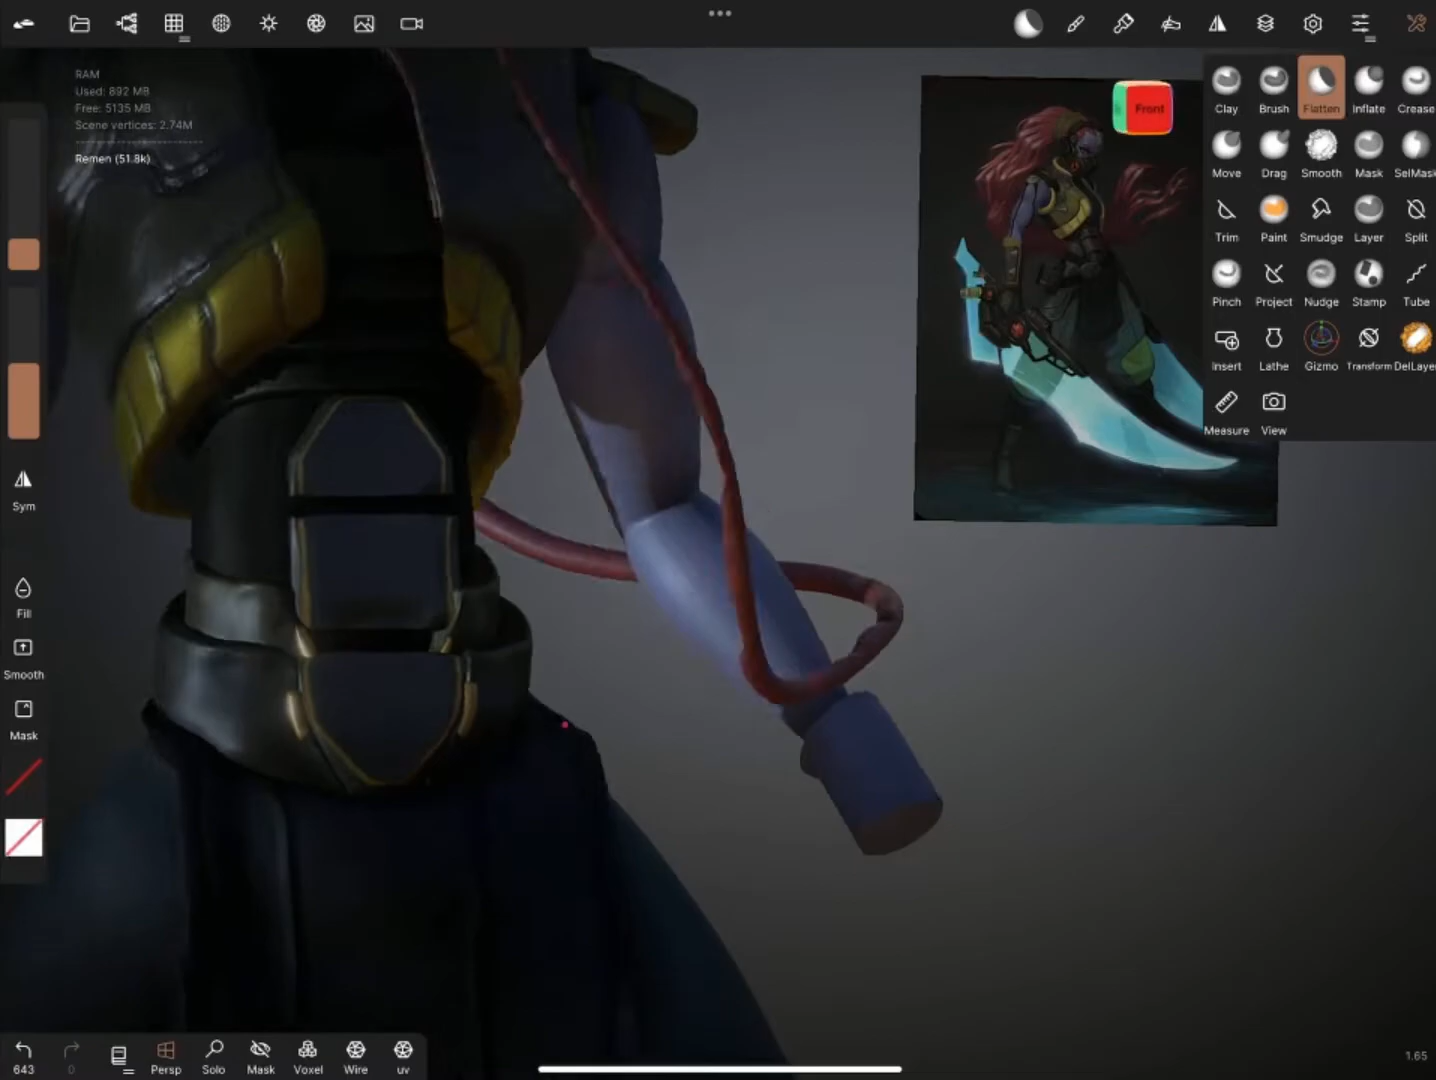 RAM
Used: 892 MB
Free: 5135 MB
Scene vertices: 2.74M
Remen (51.8k)
Front
Clay Brush Flatten Inflate Crease
Move Drag Smooth Mask SelMask
Trim Paint Smudge Layer Split
Pinch Project Nudge Stamp Tube
Insert Lathe Gizmo Transform DelLaye
Measure View
Sym
Fill
Smooth
Mask
643 0 Persp Solo Mask Voxel Wire uv
1.65